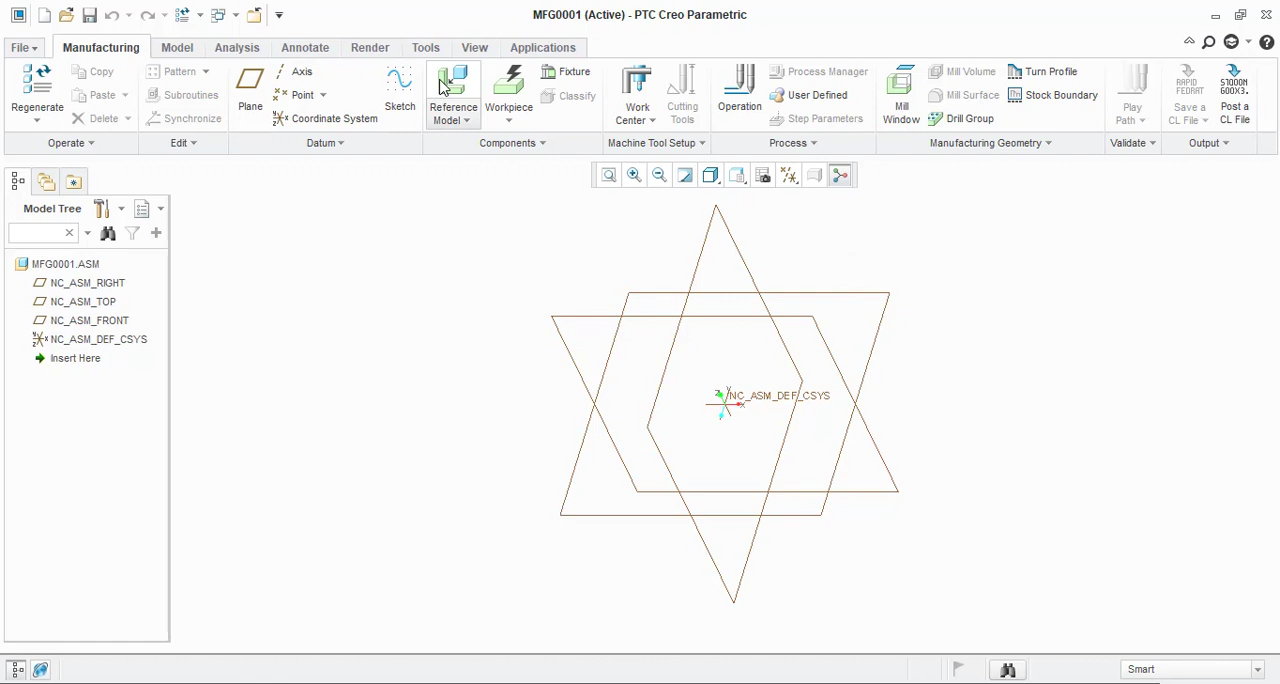 MFG0001 (Active) - PTC Creo Parametric
File Manufacturing Model Analysis Annotate Render Tools View Applications
Regenerate
Copy
Paste
Delete
Operate
Pattern
Subroutines
Synchronize
Edit
Plane
Axis
Point
Coordinate System
Sketch
Datum
Reference
Model
Workpiece
Fixture
Classify
Components
Work
Center
Cutting
Tools
Machine Tool Setup
Operation
Process Manager
User Defined
Step Parameters
Process
Mill
Window
Mill Volume
Mill Surface
Drill Group
Turn Profile
Stock Boundary
Manufacturing Geometry
Play
Path
Validate
RAPID
FEDRAT
Save a
CL File
Post a
CL File
Output
Model Tree
MFG0001.ASM
NC_ASM_RIGHT
NC_ASM_TOP
NC_ASM_FRONT
NC_ASM_DEF_CSYS
Insert Here
NC_ASM_DEF_CSYS
Smart